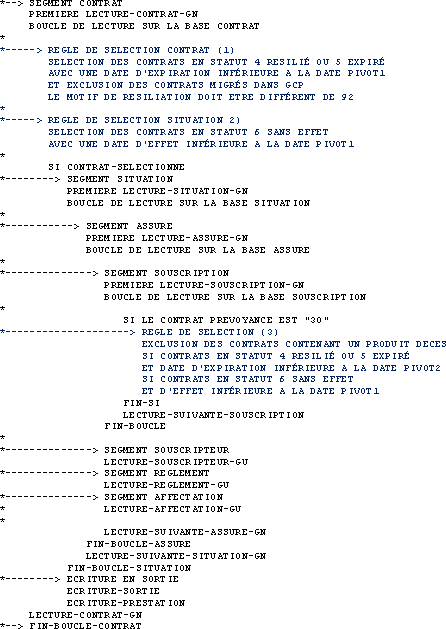 *--> SEGMENT CONTRAT
PREMIERE LECTURE-CONTRAT-GN
BOUCLE DE LECTURE SUR LA BASE CONTRAT
*
*-----> REGLE DE SELECTION CONTRAT (1)
SELECTION DES CONTRATS EN STATUT 4 RESILIÉ OU 5 EXPIRÉ
AVEC UNE DATE D'EXPIRATION INFÉRIEURE A LA DATE PIVOT1
ET EXCLUSION DES CONTRATS MIGRÉS DANS GCP
LE MOTIF DE RESILIATION DOIT ETRE DIFFÉRENT DE 92
*
*-----> REGLE DE SELECTION SITUATION 2)
SELECTION DES CONTRATS EN STATUT 6 SANS EFFET
AVEC UNE DATE D'EFFET INFÉRIEURE A LA DATE PIVOT1
*
SI CONTRAT-SELECTIONNE
*--------> SEGMENT SITUATION
PREMIERE LECTURE-SITUATION-GN
BOUCLE DE LECTURE SUR LA BASE SITUATION
*
*-----------> SEGMENT ASSURE
PREMIERE LECTURE-ASSURE-GN
BOUCLE DE LECTURE SUR LA BASE ASSURE
*
*-------------> SEGMENT SOUSCRIPTION
PREMIERE LECTURE-SOUSCRIPTION-GN
BOUCLE DE LECTURE SUR LA BASE SOUSCRIPTION
*
SI LE CONTRAT PREVOYANCE EST "30"
*-------------------> REGLE DE SELECTION (3)
EXCLUSION DES CONTRATS CONTENANT UN PRODUIT DECES
SI CONTRATS EN STATUT 4 RESILIÉ OU 5 EXPIRÉ
ET DATE D'EXPIRATION INFÉRIEURE A LA DATE PIVOT2
SI CONTRATS EN STATUT 6 SANS EFFET
ET D'EFFET INFÉRIEURE A LA DATE PIVOT1
FIN-SI
LECTURE-SUIVANTE-SOUSCRIPTION
FIN-BOUCLE
*
*-------------> SEGMENT SOUSCRIPTEUR
*              LECTURE-SOUSCRIPTEUR-GU
*-------------> SEGMENT REGLEMENT
*              LECTURE-REGLEMENT-GU
*-------------> SEGMENT AFFECTATION
*              LECTURE-AFFECTATION-GU
*
LECTURE-SUIVANTE-ASSURE-GN
FIN-BOUCLE-ASSURE
LECTURE-SUIVANTE-SITUATION-GN
FIN-BOUCLE-SITUATION
*--------> ECRITURE EN SORTIE
ECRITURE-SORTIE
ECRITURE-PRESTATION
LECTURE-CONTRAT-GN
*--> FIN-BOUCLE-CONTRAT